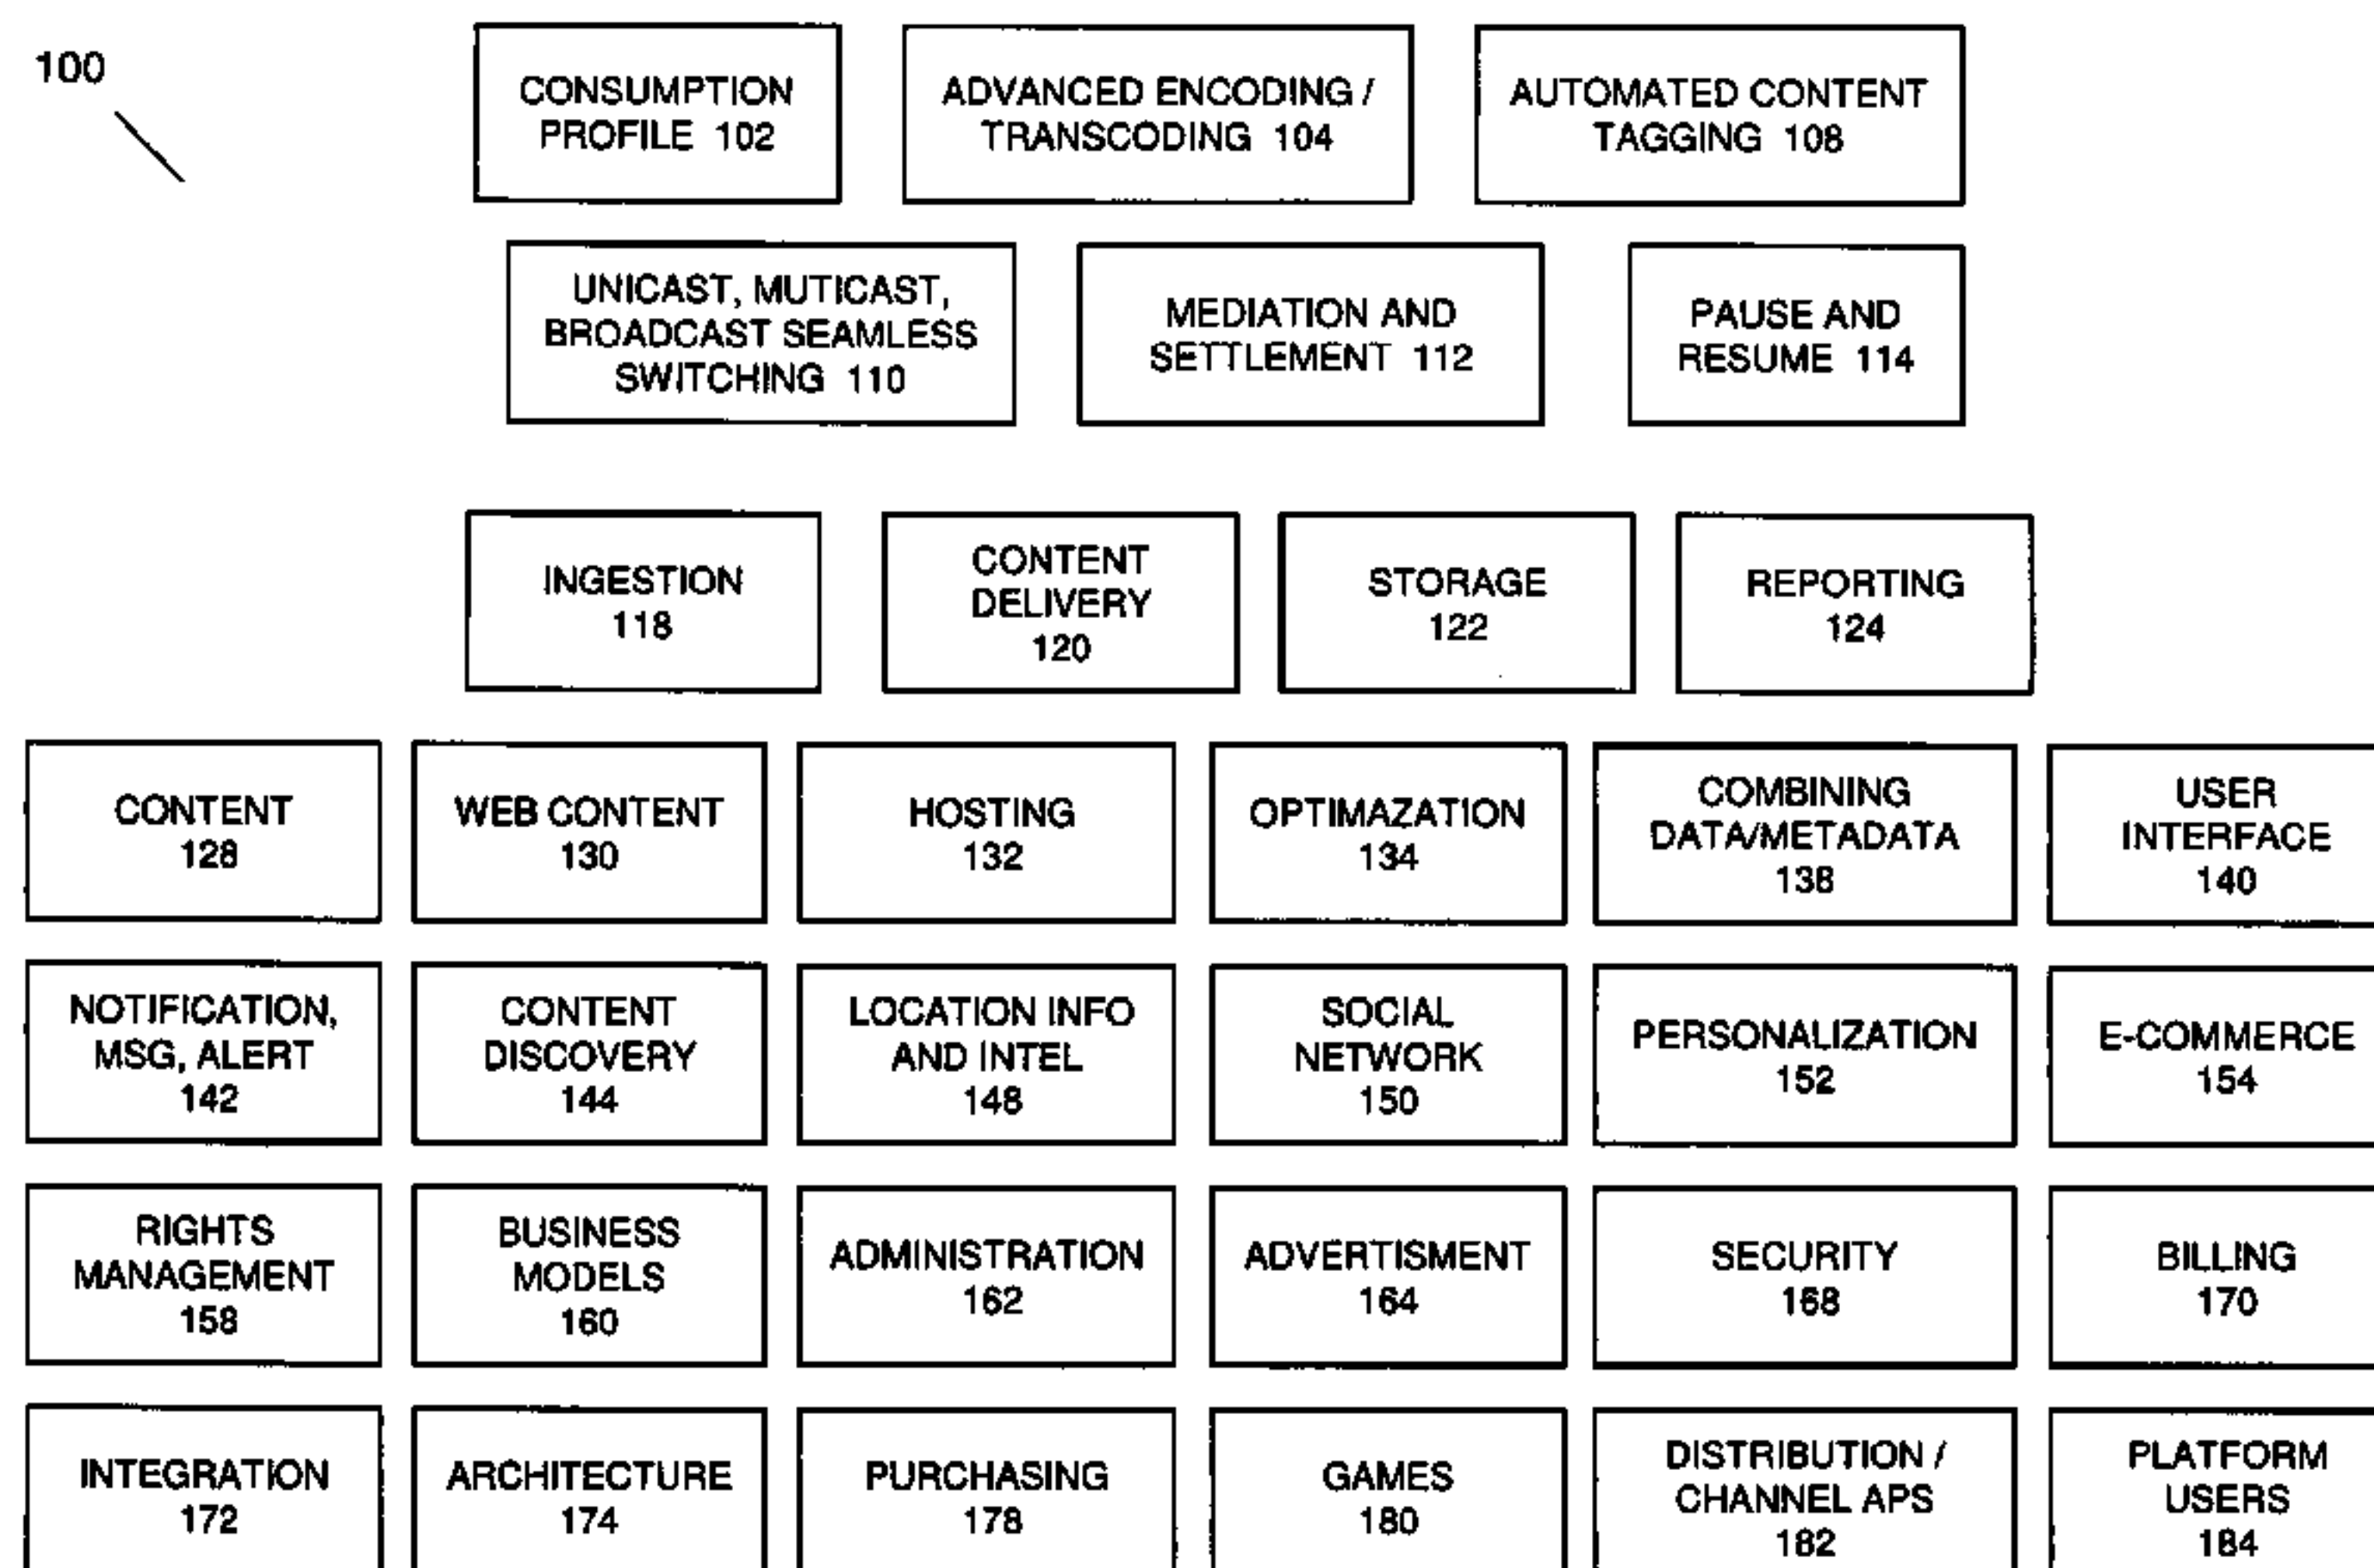 100
CONSUMPTION
PROFILE 102
ADVANCED ENCODING /
TRANSCODING 104
AUTOMATED CONTENT
TAGGING 108
UNICAST, MUTICAST,
BROADCAST SEAMLESS
SWITCHING 110
MEDIATION AND
SETTLEMENT 112
PAUSE AND
RESUME 114
INGESTION
118
CONTENT
DELIVERY
120
STORAGE
122
REPORTING
124
CONTENT
128
WEB CONTENT
130
HOSTING
132
OPTIMAZATION
134
COMBINING
DATA/METADATA
138
USER
INTERFACE
140
NOTIFICATION,
MSG, ALERT
142
CONTENT
DISCOVERY
144
LOCATION INFO
AND INTEL
148
SOCIAL
NETWORK
150
PERSONALIZATION
152
E-COMMERCE
154
RIGHTS
MANAGEMENT
158
BUSINESS
MODELS
160
ADMINISTRATION
162
ADVERTISMENT
164
SECURITY
168
BILLING
170
INTEGRATION
172
ARCHITECTURE
174
PURCHASING
178
GAMES
180
DISTRIBUTION /
CHANNEL APS
182
PLATFORM
USERS
184